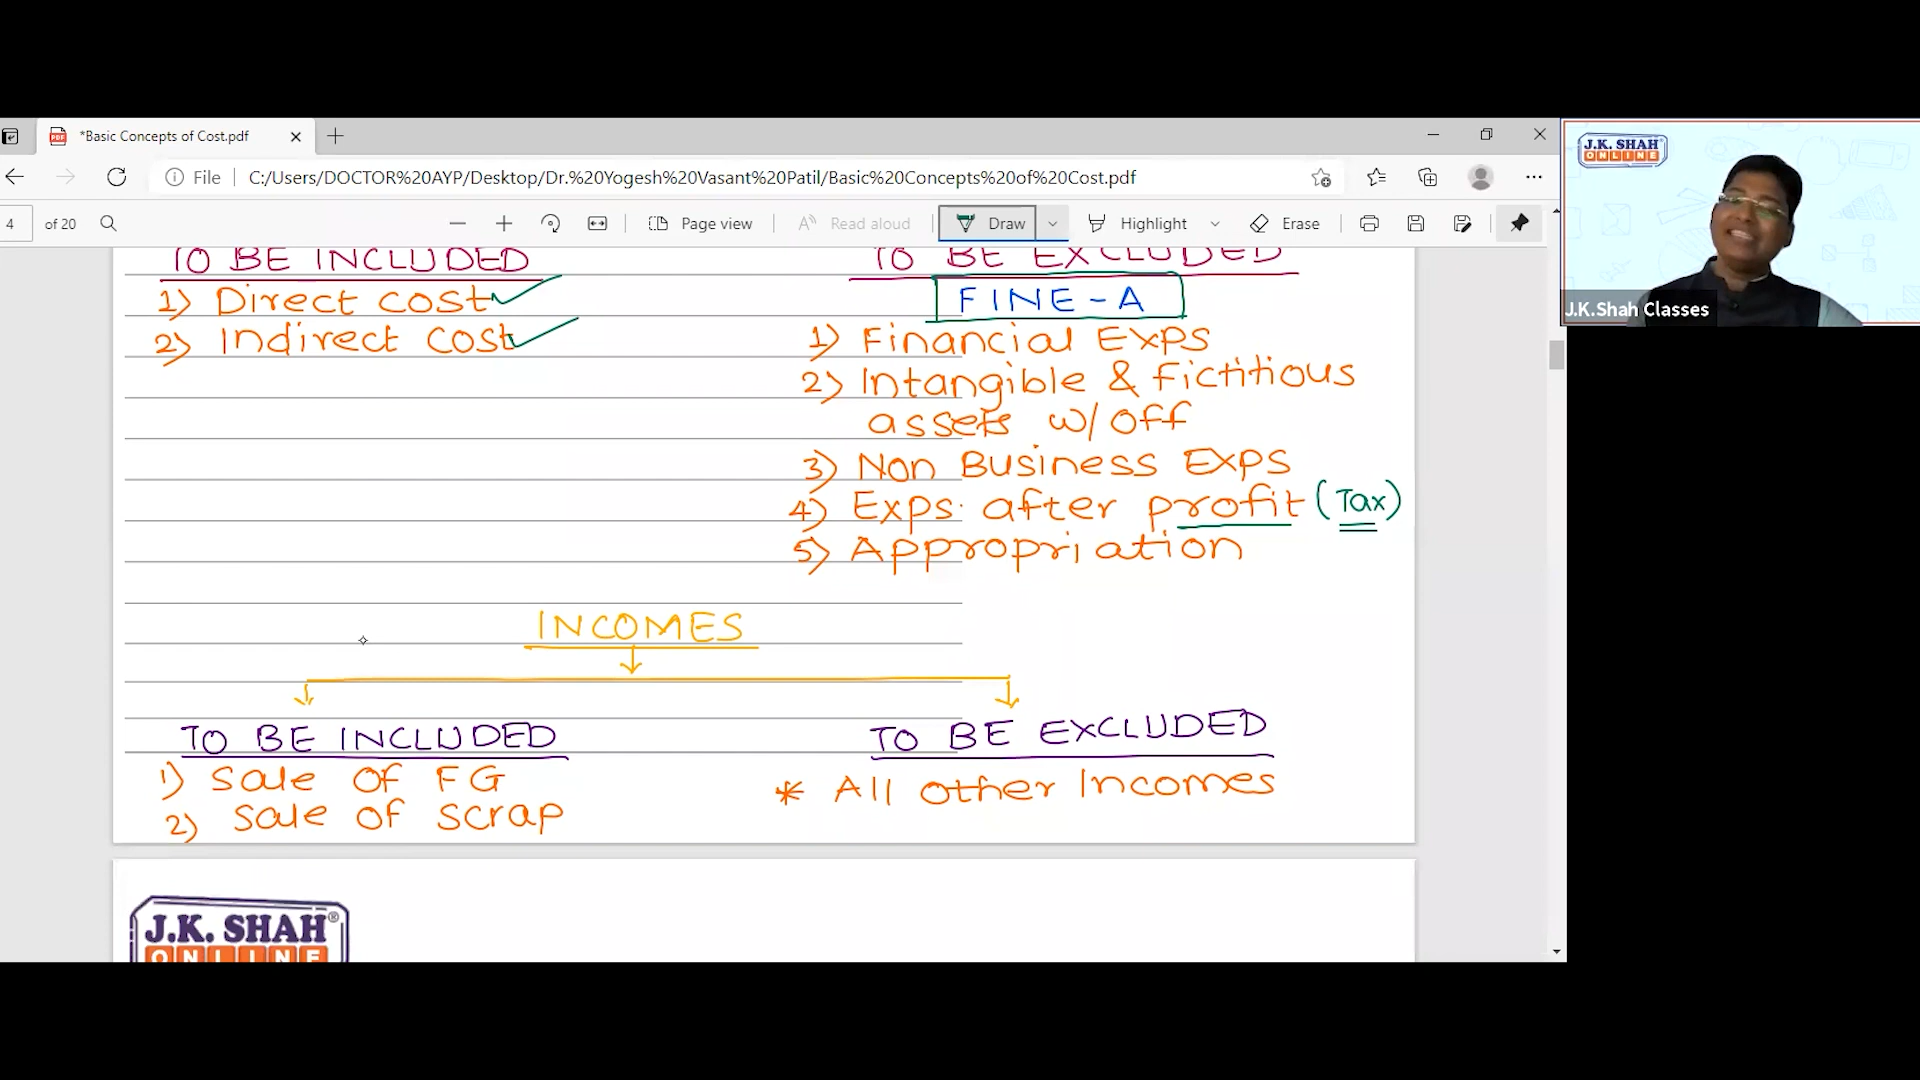 *Basic Concepts of Cost.pdf
File C:/Users/DOCTOR%20AYP/Desktop/Dr.%20Yogesh%20Vasant%20Patil/Basic%20Concepts%20of%20Cost.pdf
4 of 20 Page view Read aloud Draw Highlight Erase
J.K. SHAH
ONLINE
J.K.Shah Classes
TO BE INCLUDED
1) Direct cost
2) Indirect cost
TO BE EXCLUDED
FINE - A
1) Financial Exps
2) Intangible & fictitious
assets w/off
3) Non Business Exps
4) Exps. after profit (Tax)
5) Appropriation
INCOMES
TO BE INCLUDED
1) Sale of FG
2) Sale of scrap
TO BE EXCLUDED
* All other Incomes
J.K. SHAH®
ONLINE